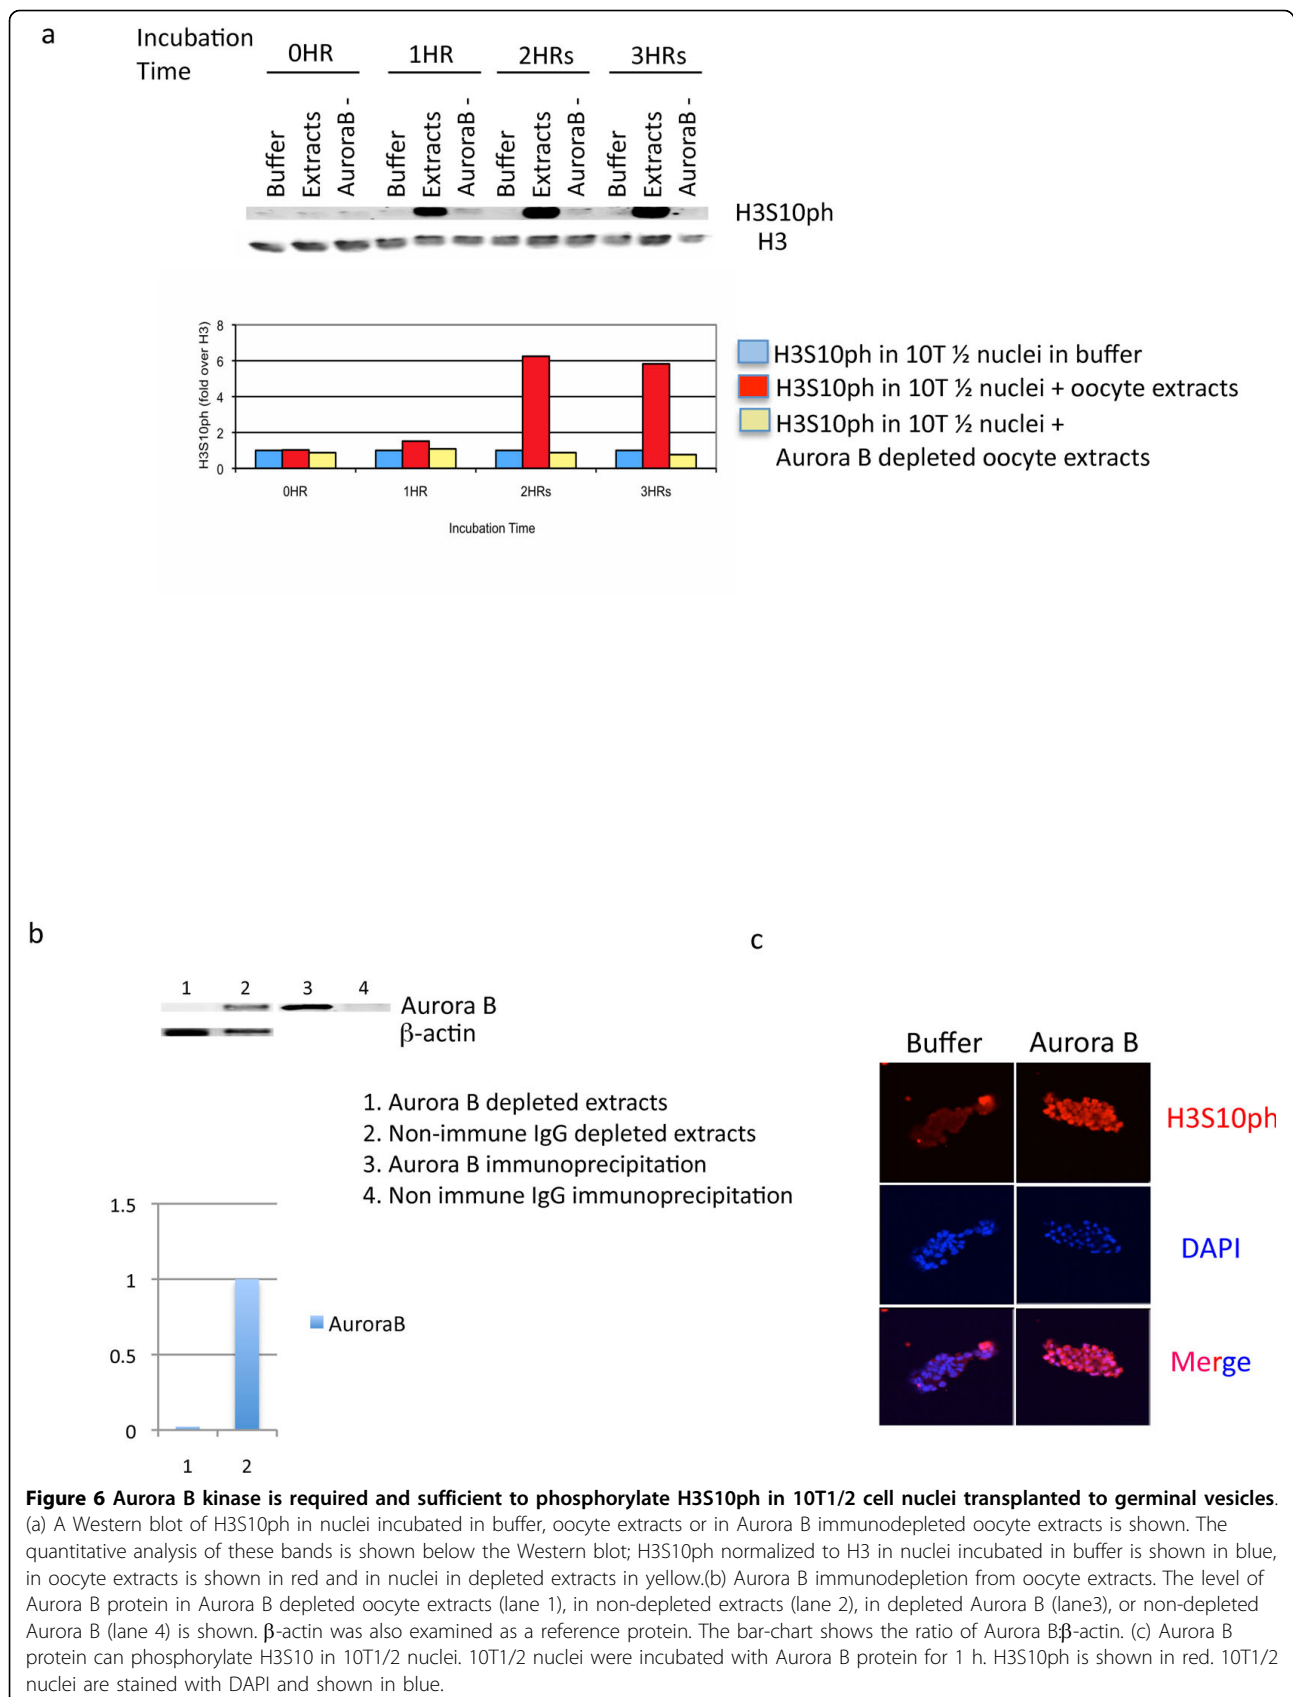 a
Incubation
Time
0HR 1HR 2HRs 3HRs
Buffer Extracts AuroraB - Buffer Extracts AuroraB - Buffer Extracts AuroraB - Buffer Extracts AuroraB -
H3S10ph
H3
H3S10ph (fold over H3)
8
6
4
2
0
0HR 1HR 2HRs 3HRs
Incubation Time
H3S10ph in 10T ½ nuclei in buffer
H3S10ph in 10T ½ nuclei + oocyte extracts
H3S10ph in 10T ½ nuclei +
Aurora B depleted oocyte extracts
b
1 2 3 4
Aurora B
β-actin
1. Aurora B depleted extracts
2. Non-immune IgG depleted extracts
3. Aurora B immunoprecipitation
4. Non immune IgG immunoprecipitation
1.5
1
0.5
0
1 2
AuroraB
c
Buffer Aurora B
H3S10ph
DAPI
Merge
Figure 6 Aurora B kinase is required and sufficient to phosphorylate H3S10ph in 10T1/2 cell nuclei transplanted to germinal vesicles.
(a) A Western blot of H3S10ph in nuclei incubated in buffer, oocyte extracts or in Aurora B immunodepleted oocyte extracts is shown. The
quantitative analysis of these bands is shown below the Western blot; H3S10ph normalized to H3 in nuclei incubated in buffer is shown in blue,
in oocyte extracts is shown in red and in nuclei in depleted extracts in yellow.(b) Aurora B immunodepletion from oocyte extracts. The level of
Aurora B protein in Aurora B depleted oocyte extracts (lane 1), in non-depleted extracts (lane 2), in depleted Aurora B (lane3), or non-depleted
Aurora B (lane 4) is shown. β-actin was also examined as a reference protein. The bar-chart shows the ratio of Aurora B:β-actin. (c) Aurora B
protein can phosphorylate H3S10 in 10T1/2 nuclei. 10T1/2 nuclei were incubated with Aurora B protein for 1 h. H3S10ph is shown in red. 10T1/2
nuclei are stained with DAPI and shown in blue.